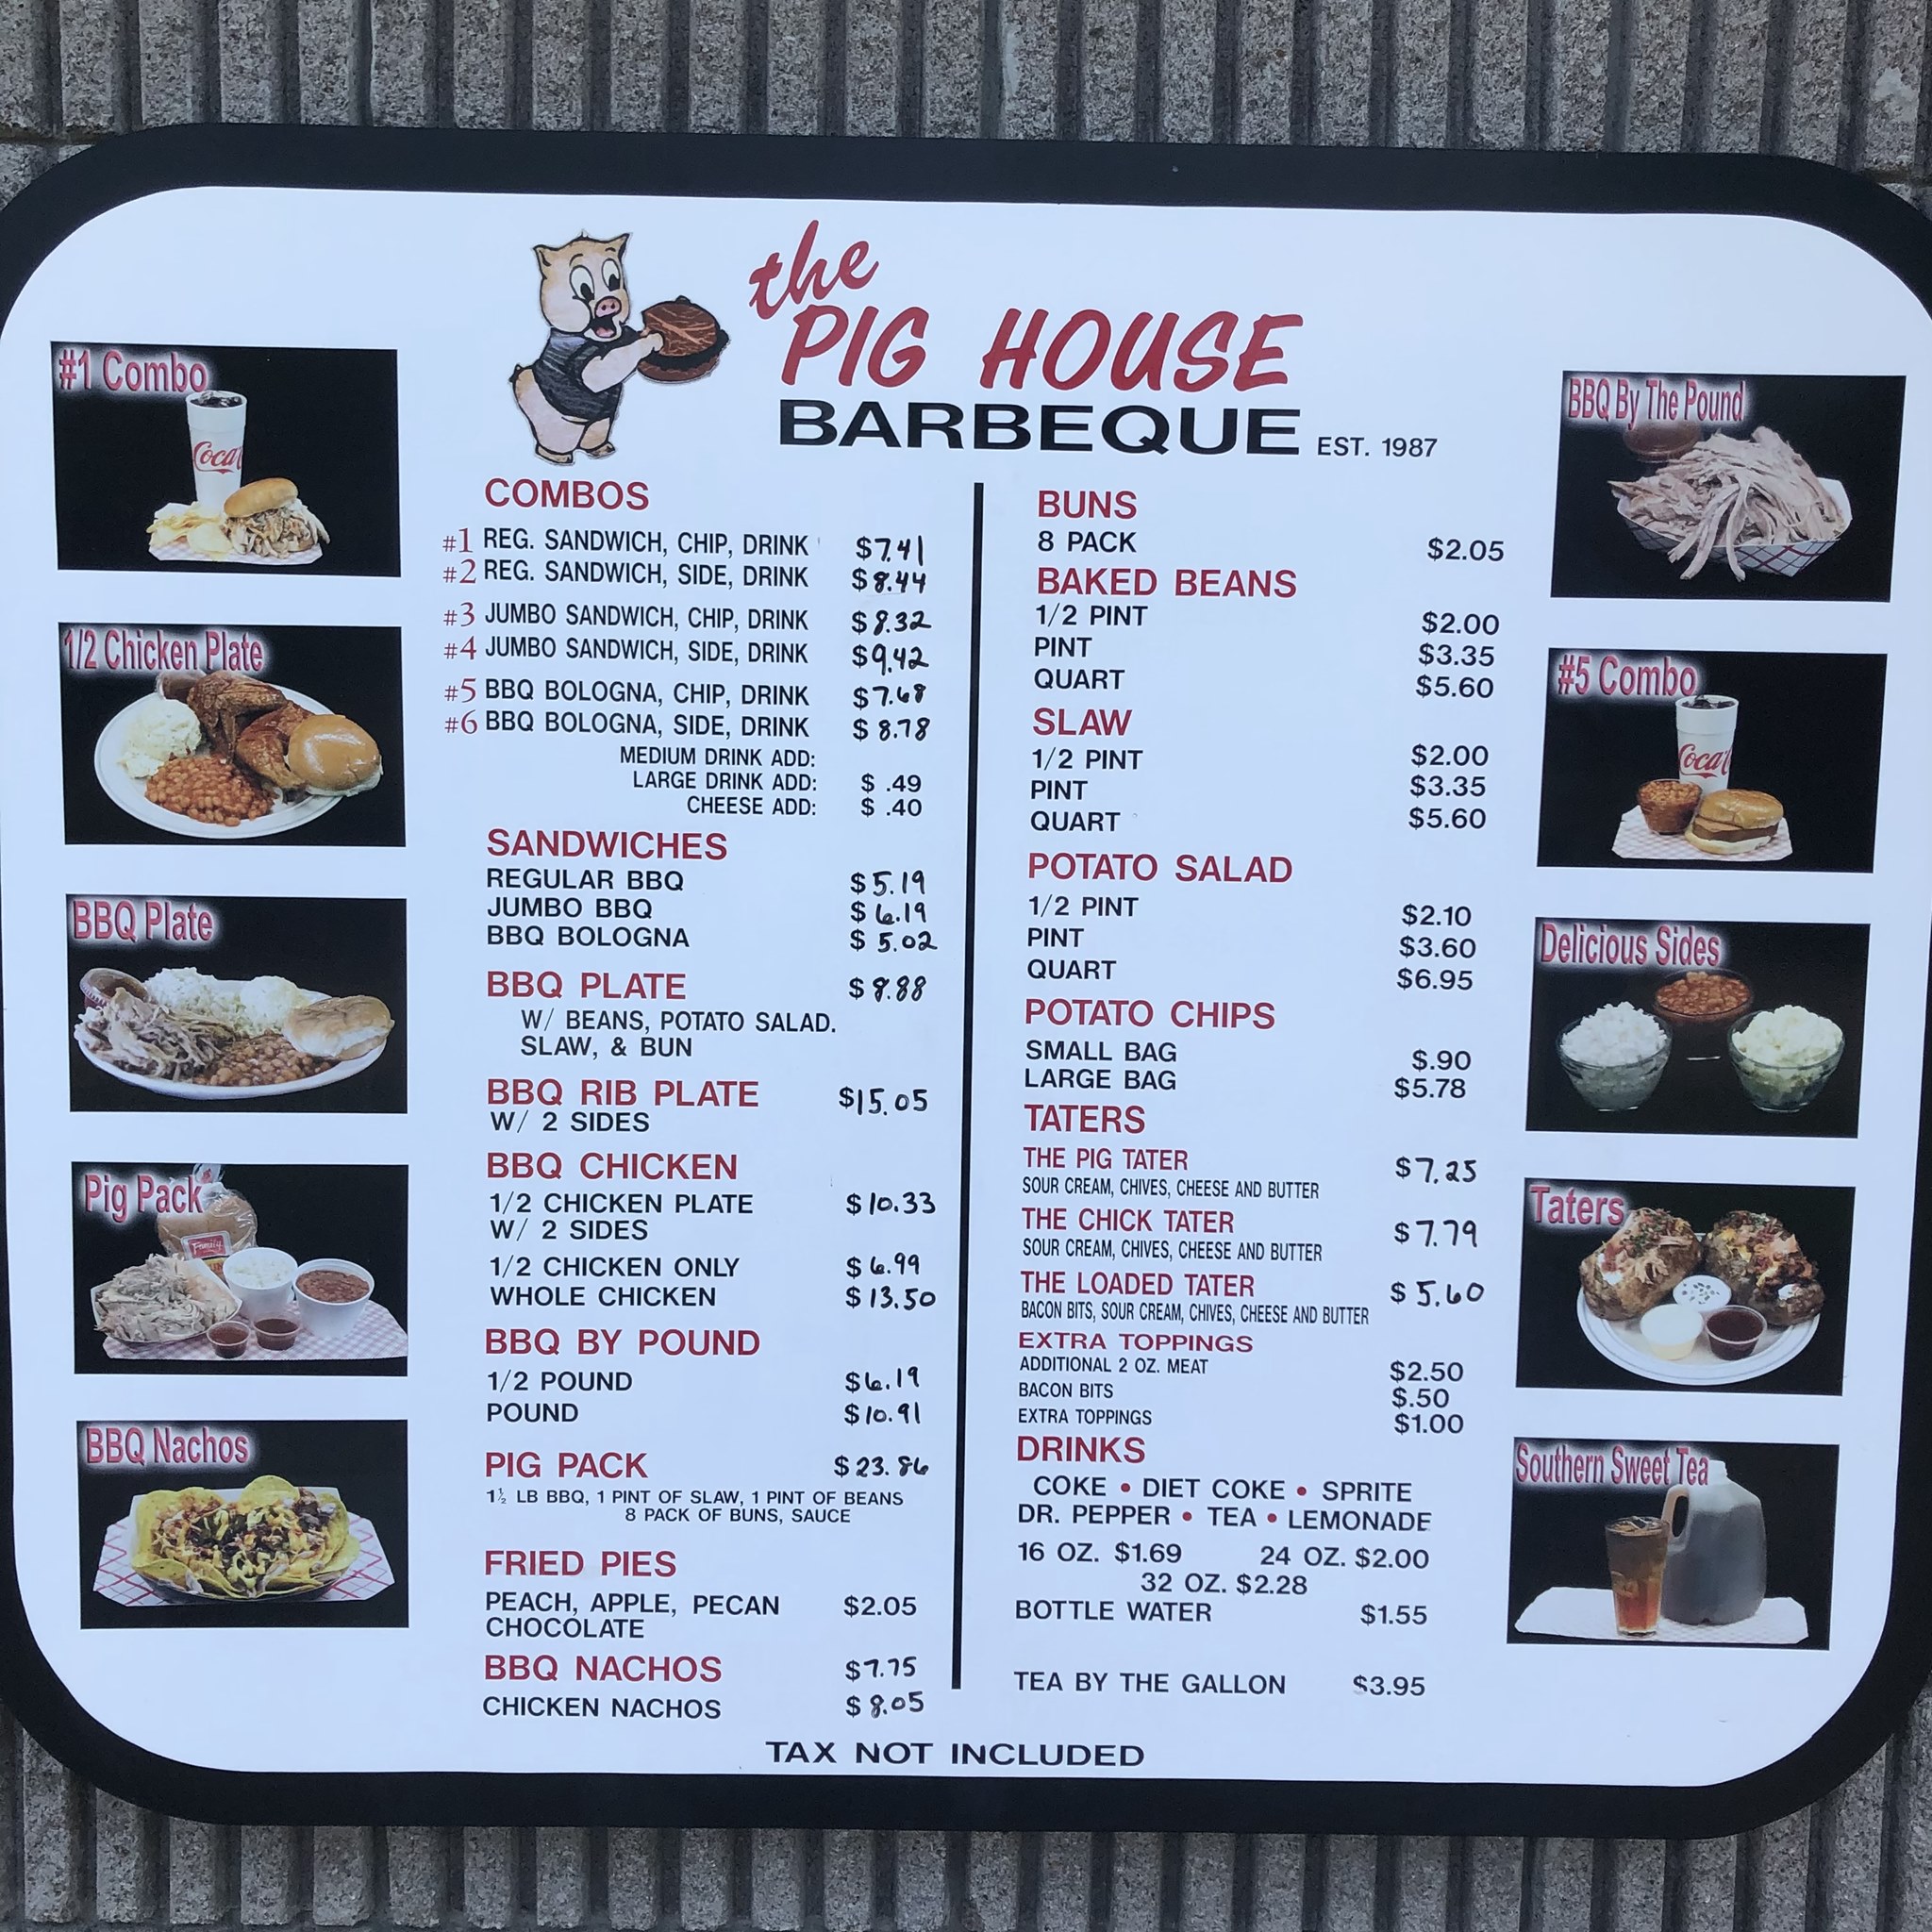 the
PIG HOUSE
BARBEQUE EST. 1987
#1 Combo
Coca
1/2 Chicken Plate
BBQ Plate
Pig Pack
Family
BBQ Nachos
COMBOS
#1 REG. SANDWICH, CHIP, DRINK $7.41
#2 REG. SANDWICH, SIDE, DRINK $8.44
#3 JUMBO SANDWICH, CHIP, DRINK $8.32
#4 JUMBO SANDWICH, SIDE, DRINK $9.42
#5 BBQ BOLOGNA, CHIP, DRINK $7.68
#6 BBQ BOLOGNA, SIDE, DRINK $8.78
MEDIUM DRINK ADD:
LARGE DRINK ADD: $ .49
CHEESE ADD: $ .40
SANDWICHES
REGULAR BBQ $5.19
JUMBO BBQ $6.19
BBQ BOLOGNA $5.02
BBQ PLATE $8.88
W/ BEANS, POTATO SALAD.
SLAW, & BUN
BBQ RIB PLATE $15.05
W/ 2 SIDES
BBQ CHICKEN
1/2 CHICKEN PLATE $10.33
W/ 2 SIDES
1/2 CHICKEN ONLY $6.99
WHOLE CHICKEN $13.50
BBQ BY POUND
1/2 POUND $6.19
POUND $10.91
PIG PACK $23.86
1½ LB BBQ, 1 PINT OF SLAW, 1 PINT OF BEANS
8 PACK OF BUNS, SAUCE
FRIED PIES
PEACH, APPLE, PECAN $2.05
CHOCOLATE
BBQ NACHOS $7.75
CHICKEN NACHOS $8.05
BUNS
8 PACK $2.05
BAKED BEANS
1/2 PINT $2.00
PINT $3.35
QUART $5.60
SLAW
1/2 PINT $2.00
PINT $3.35
QUART $5.60
POTATO SALAD
1/2 PINT $2.10
PINT $3.60
QUART $6.95
POTATO CHIPS
SMALL BAG $.90
LARGE BAG $5.78
TATERS
THE PIG TATER $7.25
SOUR CREAM, CHIVES, CHEESE AND BUTTER
THE CHICK TATER $7.79
SOUR CREAM, CHIVES, CHEESE AND BUTTER
THE LOADED TATER $5.60
BACON BITS, SOUR CREAM, CHIVES, CHEESE AND BUTTER
EXTRA TOPPINGS
ADDITIONAL 2 OZ. MEAT $2.50
BACON BITS $.50
EXTRA TOPPINGS $1.00
DRINKS
COKE • DIET COKE • SPRITE
DR. PEPPER • TEA • LEMONADE
16 OZ. $1.69 24 OZ. $2.00
32 OZ. $2.28
BOTTLE WATER $1.55
TEA BY THE GALLON $3.95
BBQ By The Pound
#5 Combo
Coca
Delicious Sides
Taters
Southern Sweet Tea
TAX NOT INCLUDED